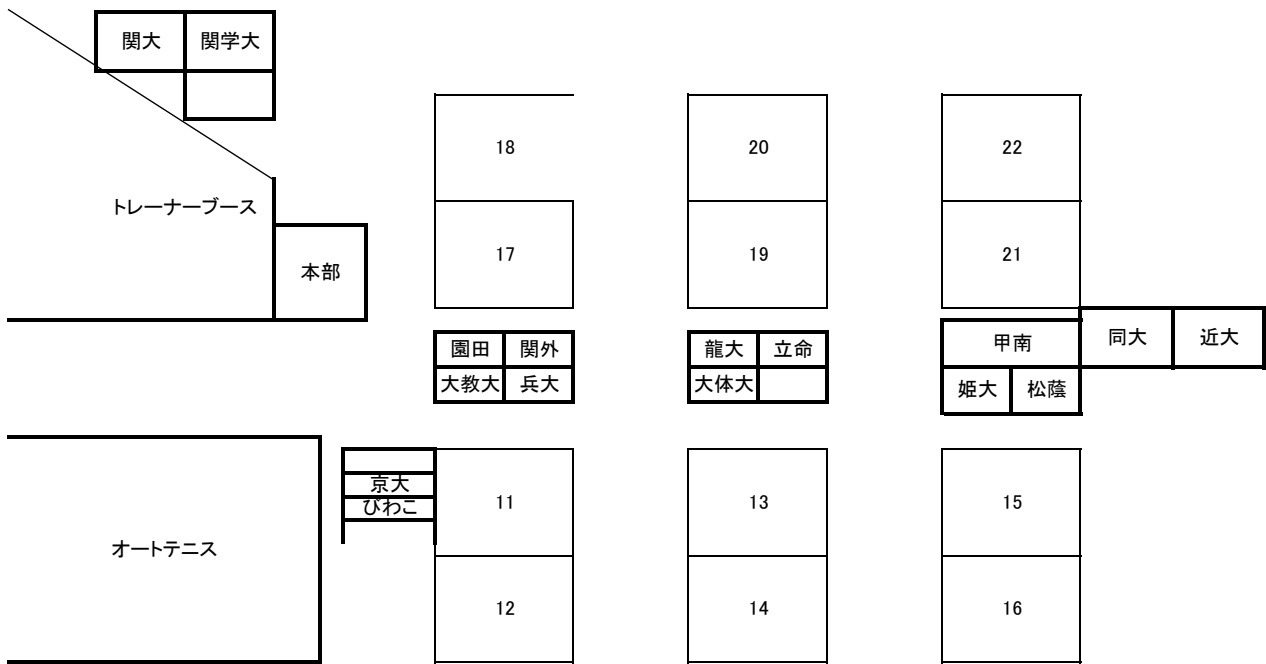 関大 関学大
18 20 22
トレーナーブース
17 19 21
本部
園田 関外 龍大 立命 甲南 同大 近大
大教大 兵大 大体大 姫大 松蔭
京大
びわこ
11 13 15
オートテニス
12 14 16